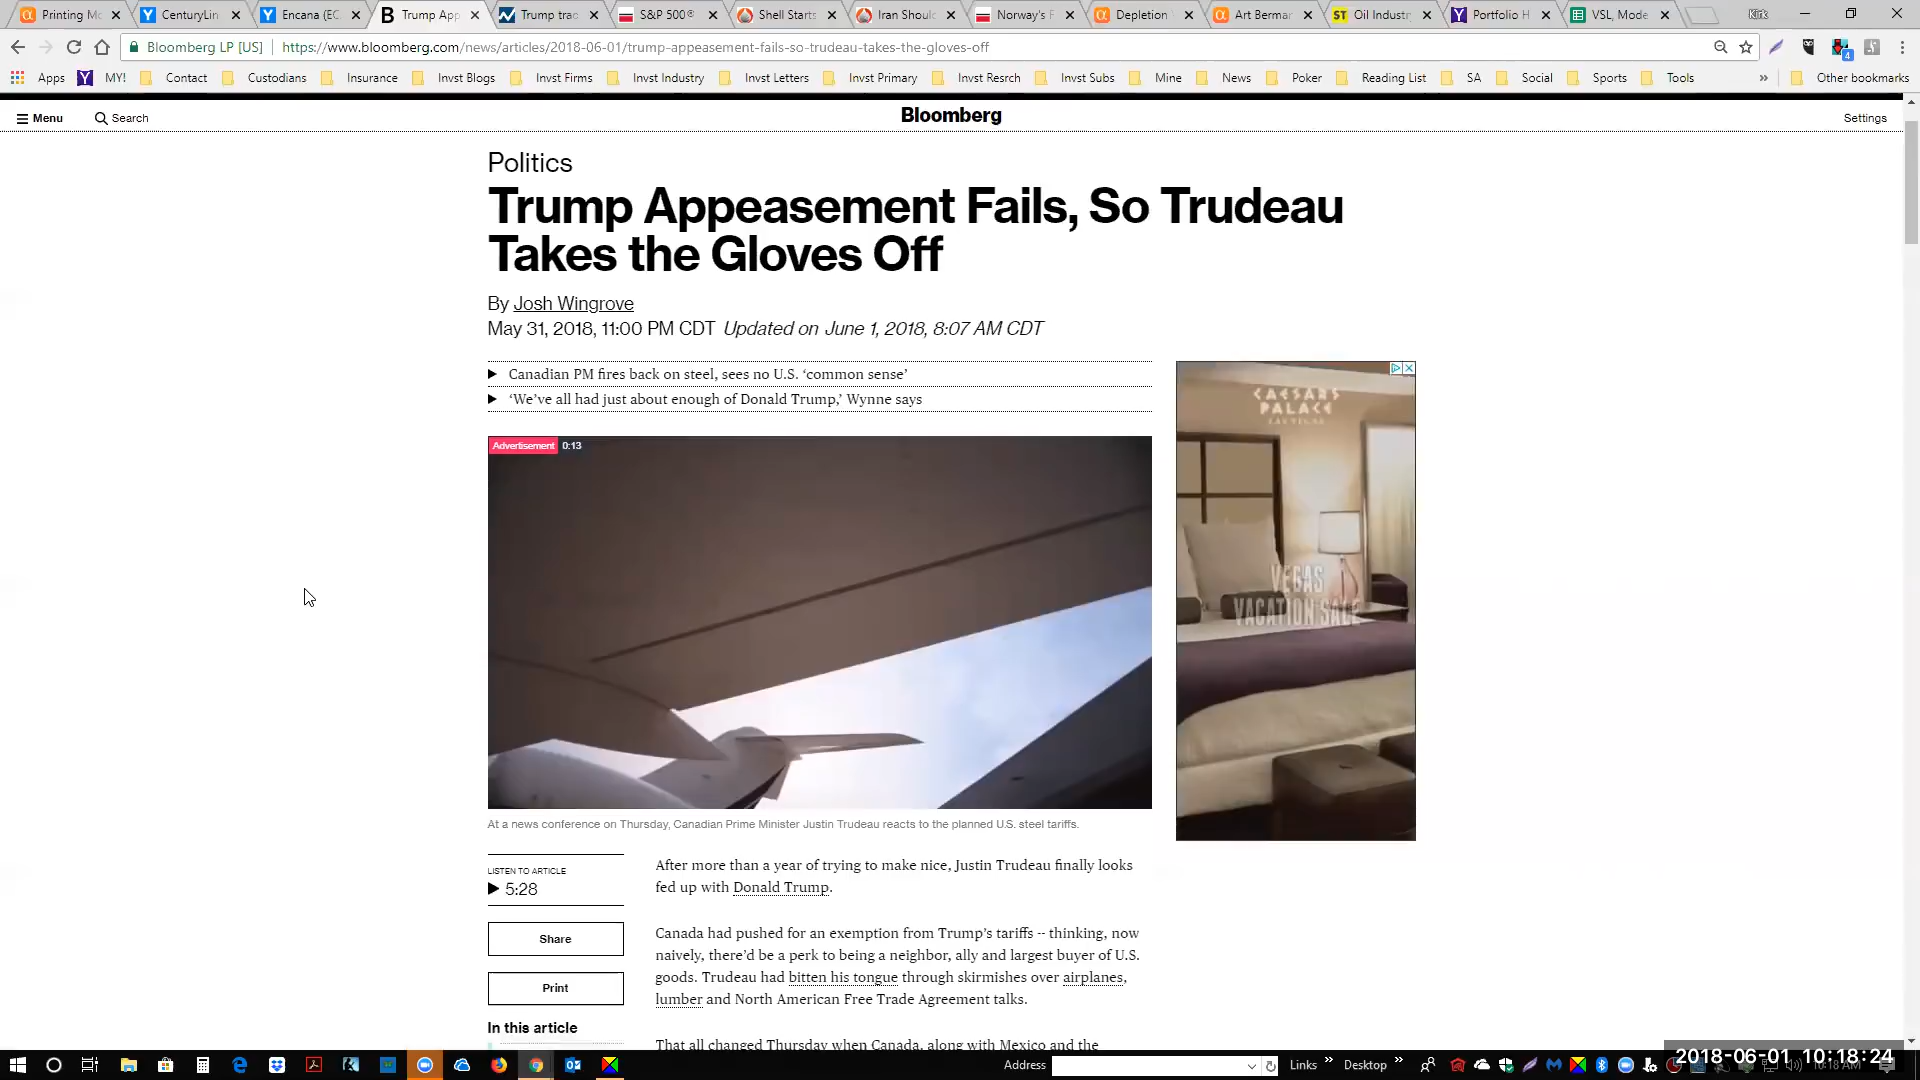 Printing Mo
CenturyLin
Encana (EC
Trump App
Trump trac
S&P 500®
Shell Starts
Iran Shoul
Norway's F
Depletion
Art Bermar
Oil Industr
Portfolio H
VSL, Mode
Kirk
Bloomberg LP [US]
https://www.bloomberg.com/news/articles/2018-06-01/trump-appeasement-fails-so-trudeau-takes-the-gloves-off
4
Apps
MY!
Contact
Custodians
Insurance
Invst Blogs
Invst Firms
Invst Industry
Invst Letters
Invst Primary
Invst Resrch
Invst Subs
Mine
News
Poker
Reading List
SA
Social
Sports
Tools
»
Other bookmarks
Menu
Search
Bloomberg
Settings
Politics
Trump Appeasement Fails, So Trudeau
Takes the Gloves Off
By Josh Wingrove
May 31, 2018, 11:00 PM CDT Updated on June 1, 2018, 8:07 AM CDT
Canadian PM fires back on steel, sees no U.S. ‘common sense’
‘We’ve all had just about enough of Donald Trump,’ Wynne says
Advertisement 0:13
CAESARS
PALACE
LAS VEGAS
VEGAS
VACATION SALE
At a news conference on Thursday, Canadian Prime Minister Justin Trudeau reacts to the planned U.S. steel tariffs.
LISTEN TO ARTICLE
5:28
Share
Print
In this article
After more than a year of trying to make nice, Justin Trudeau finally looks
fed up with Donald Trump.
Canada had pushed for an exemption from Trump’s tariffs -- thinking, now
naively, there’d be a perk to being a neighbor, ally and largest buyer of U.S.
goods. Trudeau had bitten his tongue through skirmishes over airplanes,
lumber and North American Free Trade Agreement talks.
That all changed Thursday when Canada, along with Mexico and the
Address
Links »
Desktop »
2018-06-01 10:18:24
10:18 AM